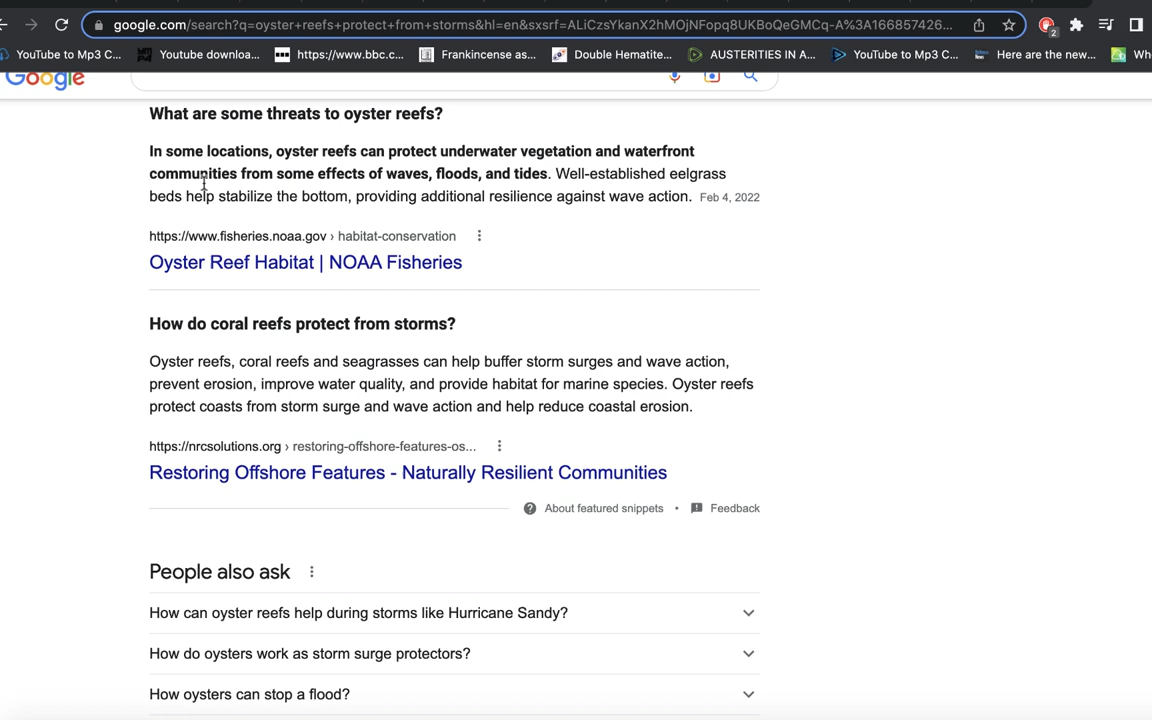 google.com/search?q=oyster+reefs+protect+from+storms&hl=en&sxsrf=ALiCzsYkanX2hMOjNFopq8UKBoQeGMCq-A%3A166857426...
2
YouTube to Mp3 C... Youtube downloa... https://www.bbc.c... Frankincense as... Double Hematite... AUSTERITIES IN A... YouTube to Mp3 C... Here are the new... Wh
Google
What are some threats to oyster reefs?
In some locations, oyster reefs can protect underwater vegetation and waterfront
communities from some effects of waves, floods, and tides. Well-established eelgrass
beds help stabilize the bottom, providing additional resilience against wave action. Feb 4, 2022
https://www.fisheries.noaa.gov › habitat-conservation
Oyster Reef Habitat | NOAA Fisheries
How do coral reefs protect from storms?
Oyster reefs, coral reefs and seagrasses can help buffer storm surges and wave action,
prevent erosion, improve water quality, and provide habitat for marine species. Oyster reefs
protect coasts from storm surge and wave action and help reduce coastal erosion.
https://nrcsolutions.org › restoring-offshore-features-os...
Restoring Offshore Features - Naturally Resilient Communities
About featured snippets • Feedback
People also ask
How can oyster reefs help during storms like Hurricane Sandy?
How do oysters work as storm surge protectors?
How oysters can stop a flood?